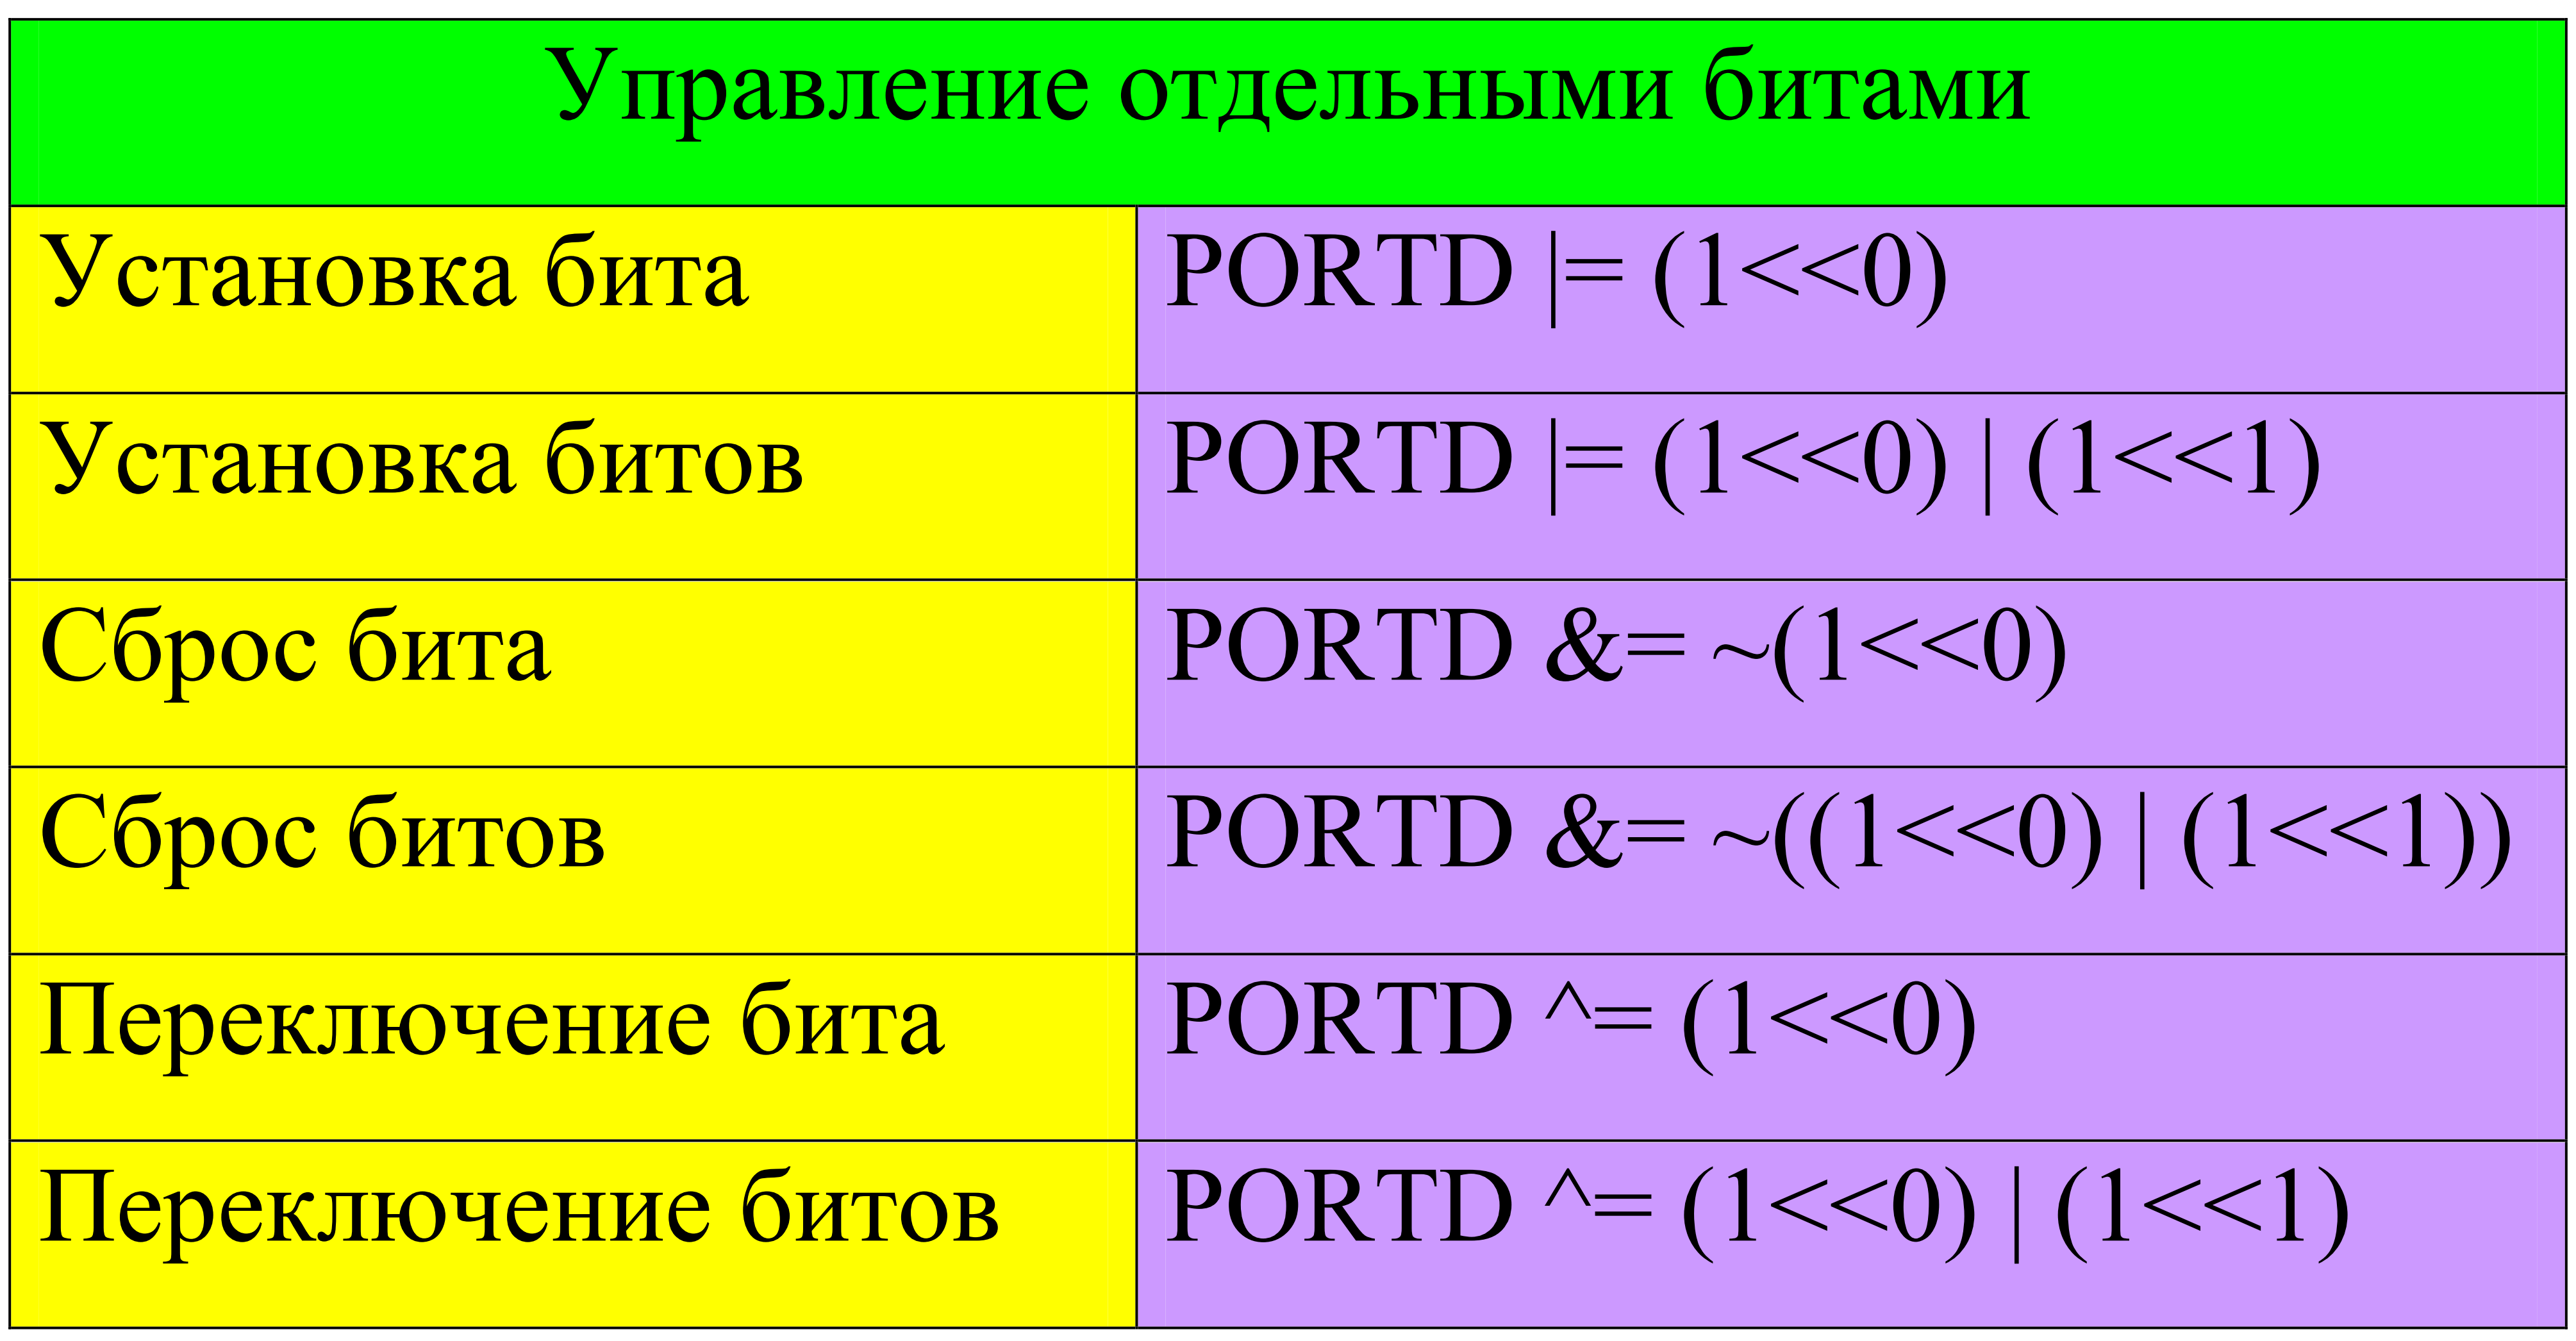 Управление отдельными битами
Установка бита PORTD |= (1<<0)
Установка битов PORTD |= (1<<0) | (1<<1)
Сброс бита PORTD &= ~(1<<0)
Сброс битов PORTD &= ~((1<<0) | (1<<1))
Переключение бита PORTD ^= (1<<0)
Переключение битов PORTD ^= (1<<0) | (1<<1)